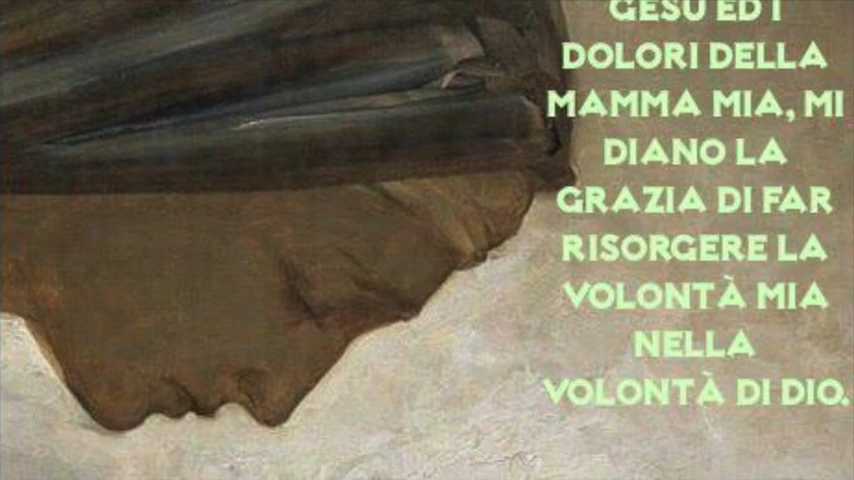 GESÙ ED I
DOLORI DELLA
MAMMA MIA, MI
DIANO LA
GRAZIA DI FAR
RISORGERE LA
VOLONTÀ MIA
NELLA
VOLONTÀ DI DIO.